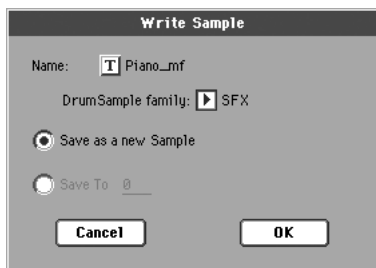 Write Sample
Name: T Piano_mf
DrumSample family: SFX
Save as a new Sample
Save To 0
Cancel OK